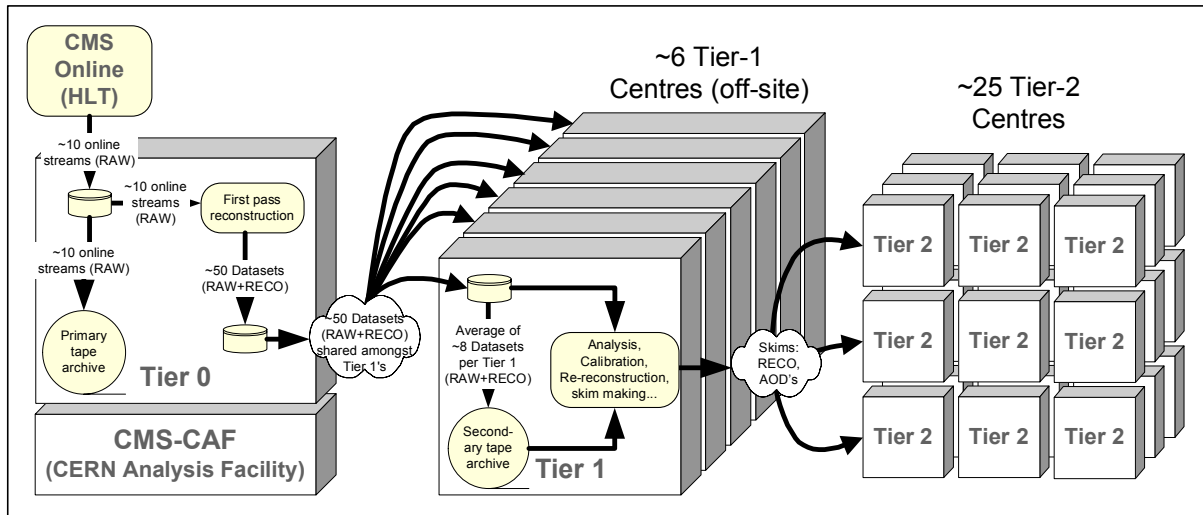 CMS
Online
(HLT)
~10 online
streams (RAW)
~10 online
streams
(RAW)
First pass
reconstruction
~10 online
streams (RAW)
~50 Datasets
(RAW+RECO)
Primary
tape
archive
Tier 0
CMS-CAF
(CERN Analysis Facility)
~50 Datasets
(RAW+RECO)
shared amongst
Tier 1's
~6 Tier-1
Centres (off-site)
Average of
~8 Datasets
per Tier 1
(RAW+RECO)
Analysis,
Calibration,
Re-reconstruction,
skim making...
Second-
ary tape
archive
Tier 1
Skims:
RECO,
AOD's
~25 Tier-2
Centres
Tier 2
Tier 2
Tier 2
Tier 2
Tier 2
Tier 2
Tier 2
Tier 2
Tier 2